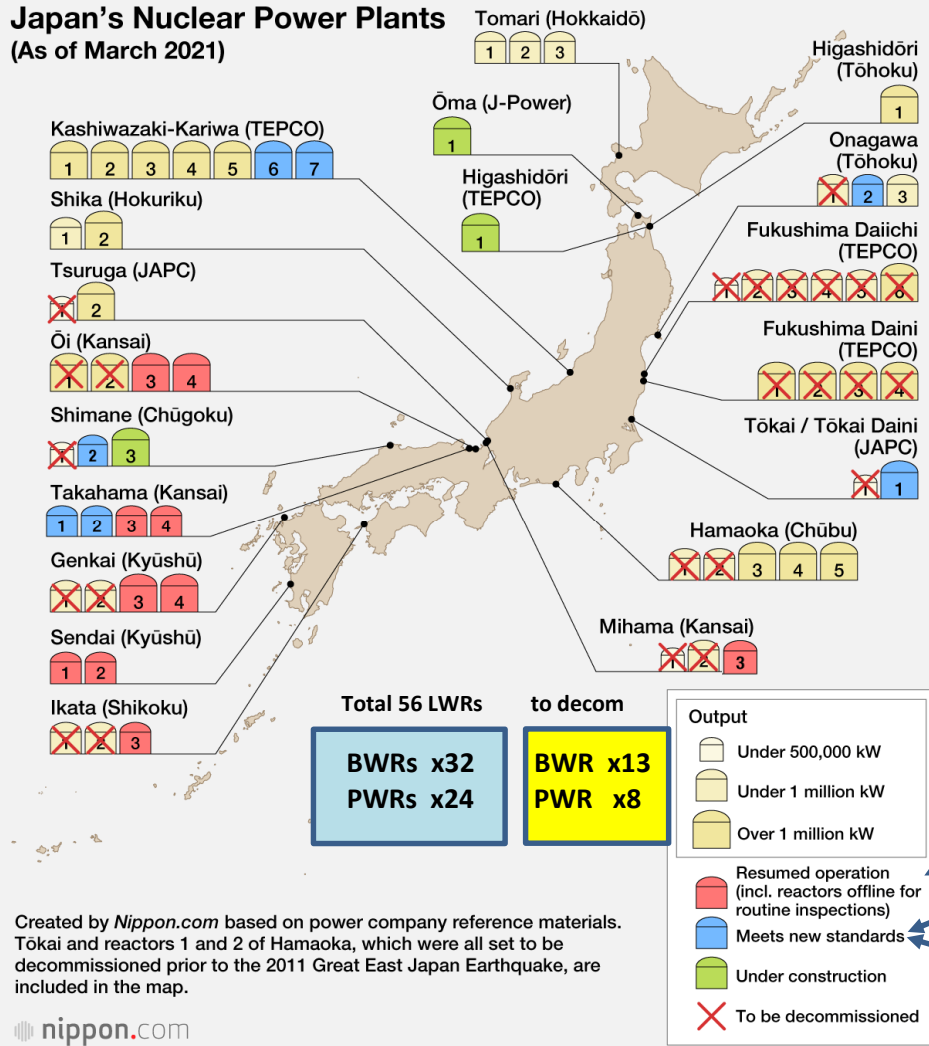 Japan's Nuclear Power Plants
(As of March 2021)
Tomari (Hokkaidō)
1 2 3
Higashidōri
(Tōhoku)
1
Ōma (J-Power)
1
Kashiwazaki-Kariwa (TEPCO)
1 2 3 4 5 6 7
Onagawa
(Tōhoku)
1 2 3
Higashidōri
(TEPCO)
1
Shika (Hokuriku)
1 2
Fukushima Daiichi
(TEPCO)
1 2 3 4 5 6
Tsuruga (JAPC)
1 2
Fukushima Daini
(TEPCO)
1 2 3 4
Ōi (Kansai)
1 2 3 4
Shimane (Chūgoku)
1 2 3
Tōkai / Tōkai Daini
(JAPC)
1 1
Takahama (Kansai)
1 2 3 4
Hamaoka (Chūbu)
1 2 3 4 5
Genkai (Kyūshū)
1 2 3 4
Mihama (Kansai)
1 2 3
Sendai (Kyūshū)
1 2
Ikata (Shikoku)
1 2 3
Total 56 LWRs to decom
BWRs x32
PWRs x24
BWR x13
PWR x8
Output
Under 500,000 kW
Under 1 million kW
Over 1 million kW
Resumed operation
(incl. reactors offline for
routine inspections)
Meets new standards
Under construction
To be decommissioned
Created by Nippon.com based on power company reference materials.
Tōkai and reactors 1 and 2 of Hamaoka, which were all set to be
decommissioned prior to the 2011 Great East Japan Earthquake, are
included in the map.
nippon.com